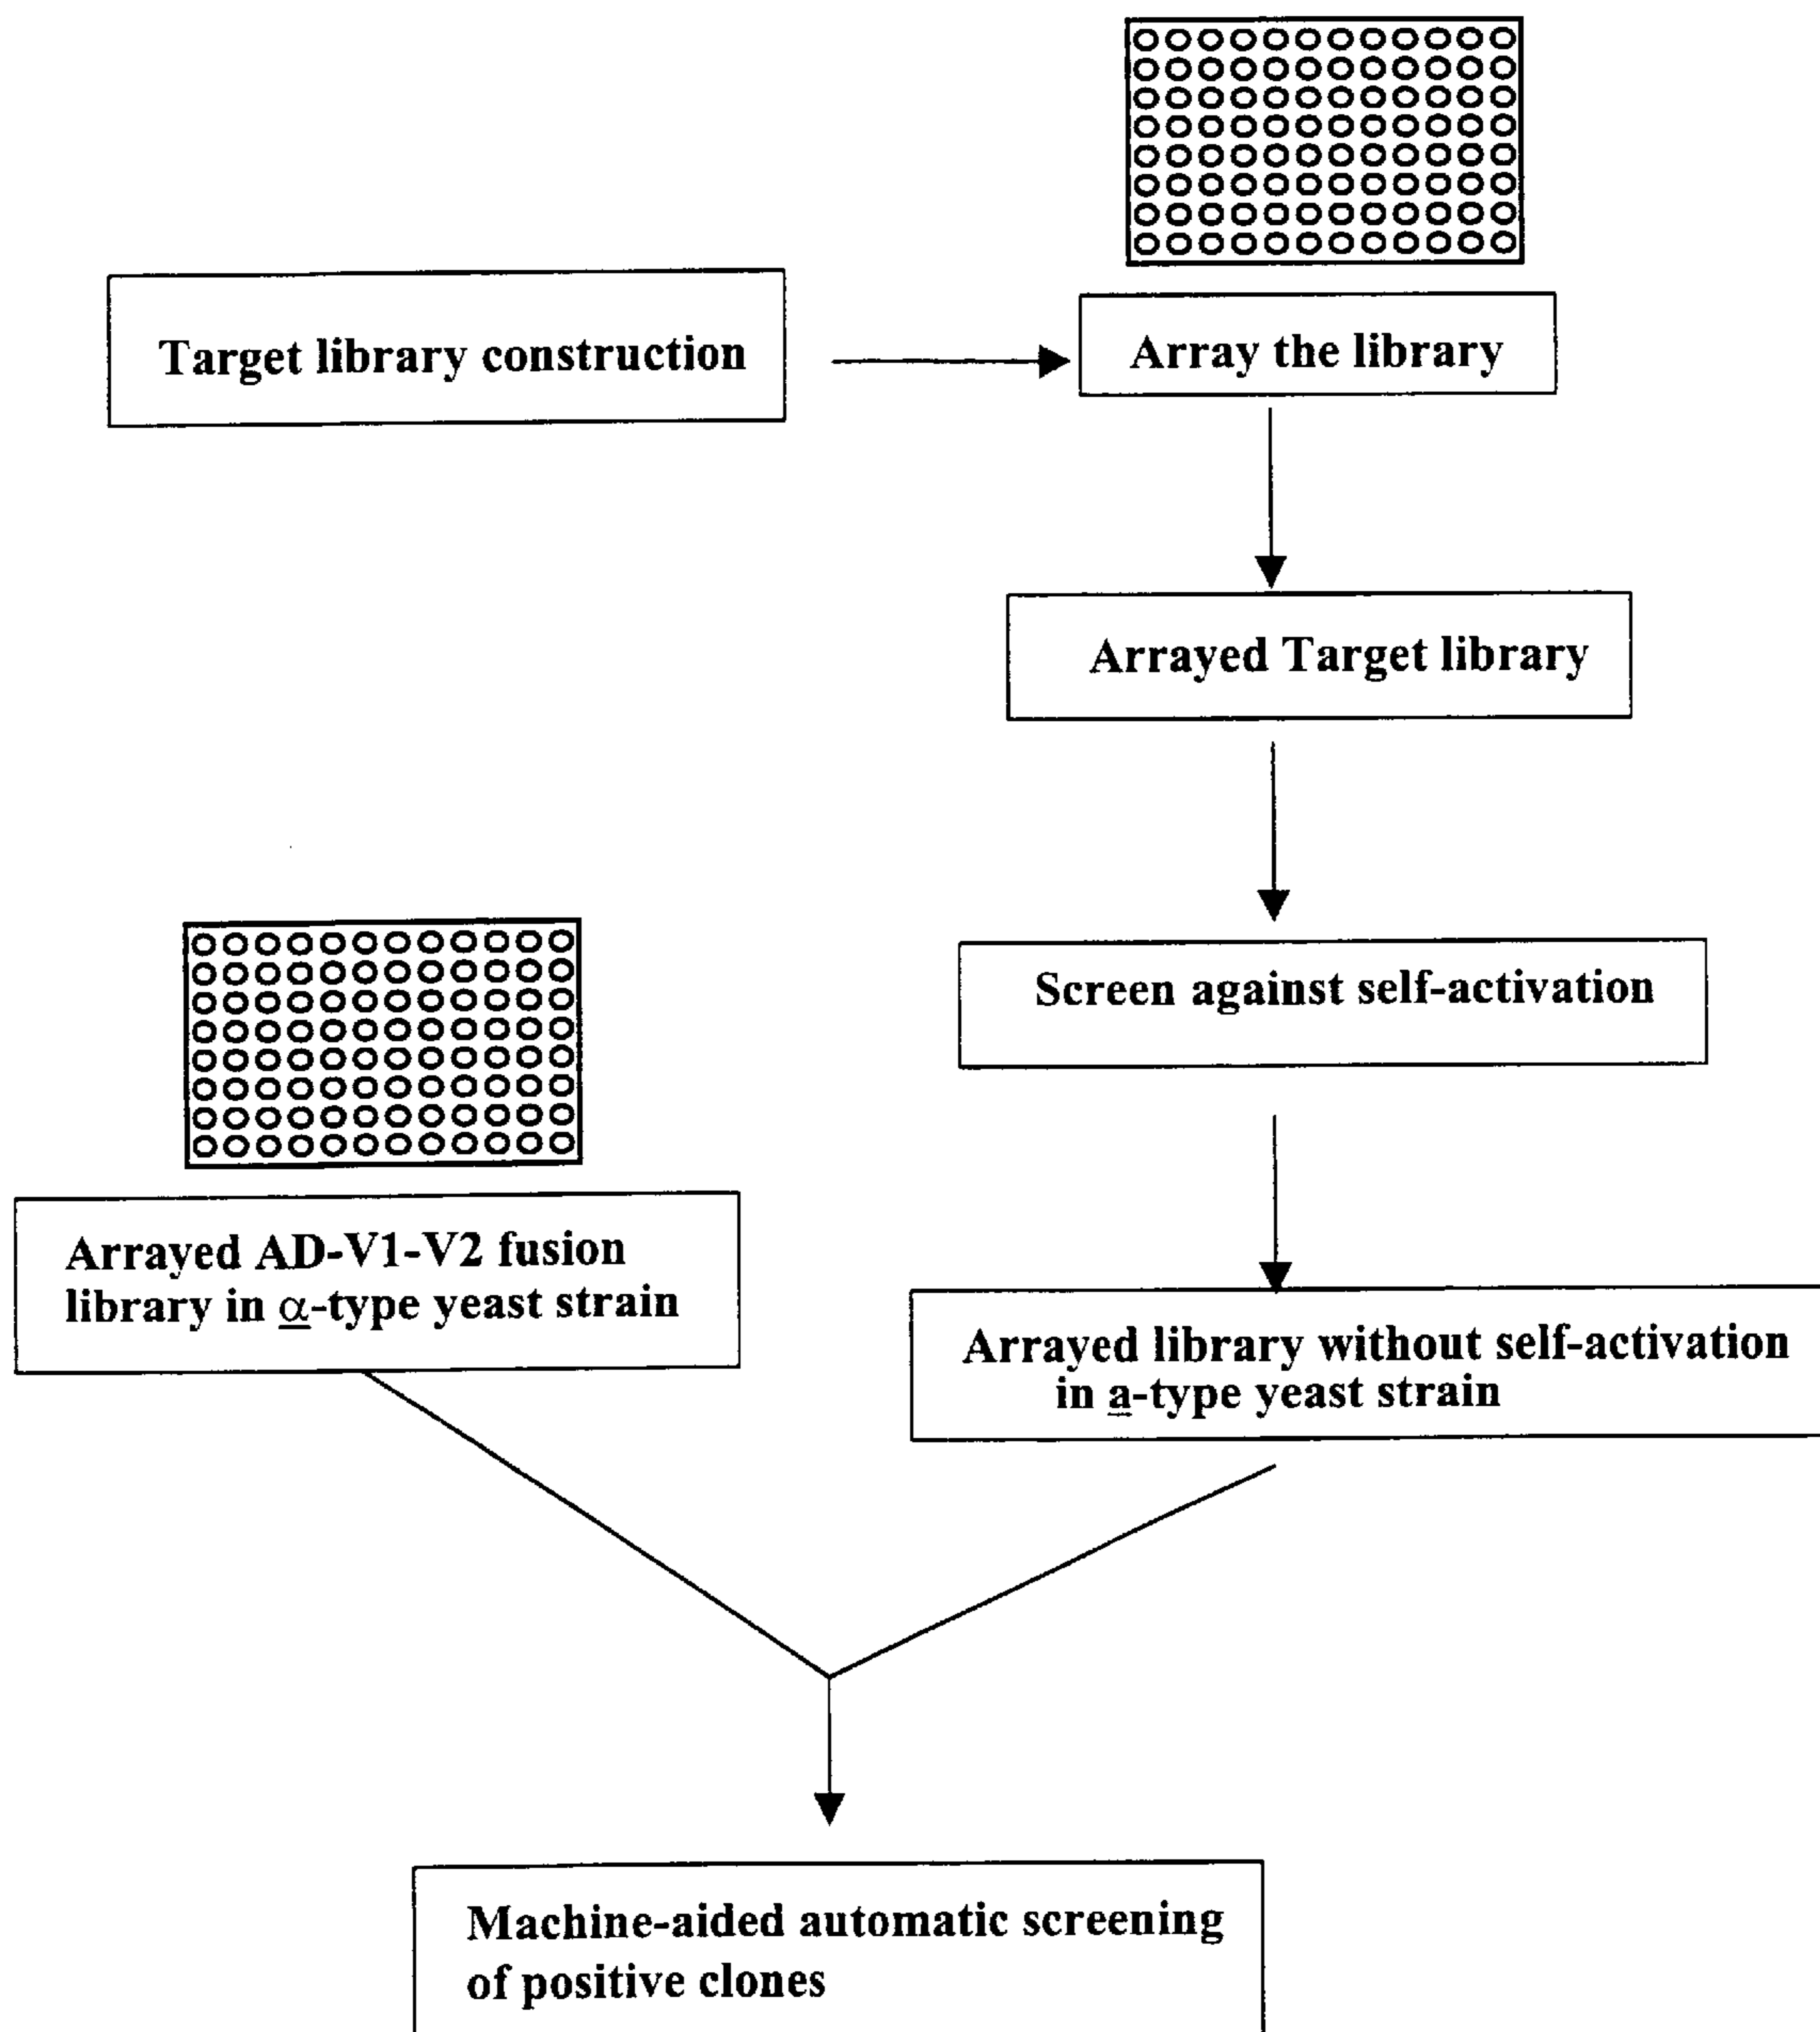 Target library construction
Array the library
Arrayed Target library
Screen against self-activation
Arrayed AD-V1-V2 fusion
library in α-type yeast strain
Arrayed library without self-activation
in a-type yeast strain
Machine-aided automatic screening
of positive clones